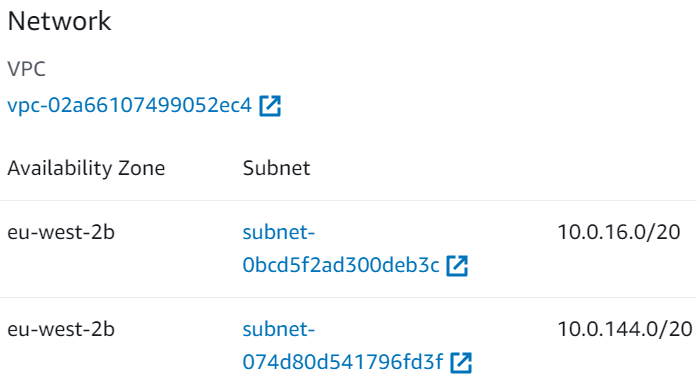 Network
VPC
vpc-02a66107499052ec4
Availability Zone Subnet
eu-west-2b subnet- 10.0.16.0/20
0bcd5f2ad300deb3c
eu-west-2b subnet- 10.0.144.0/20
074d80d541796fd3f